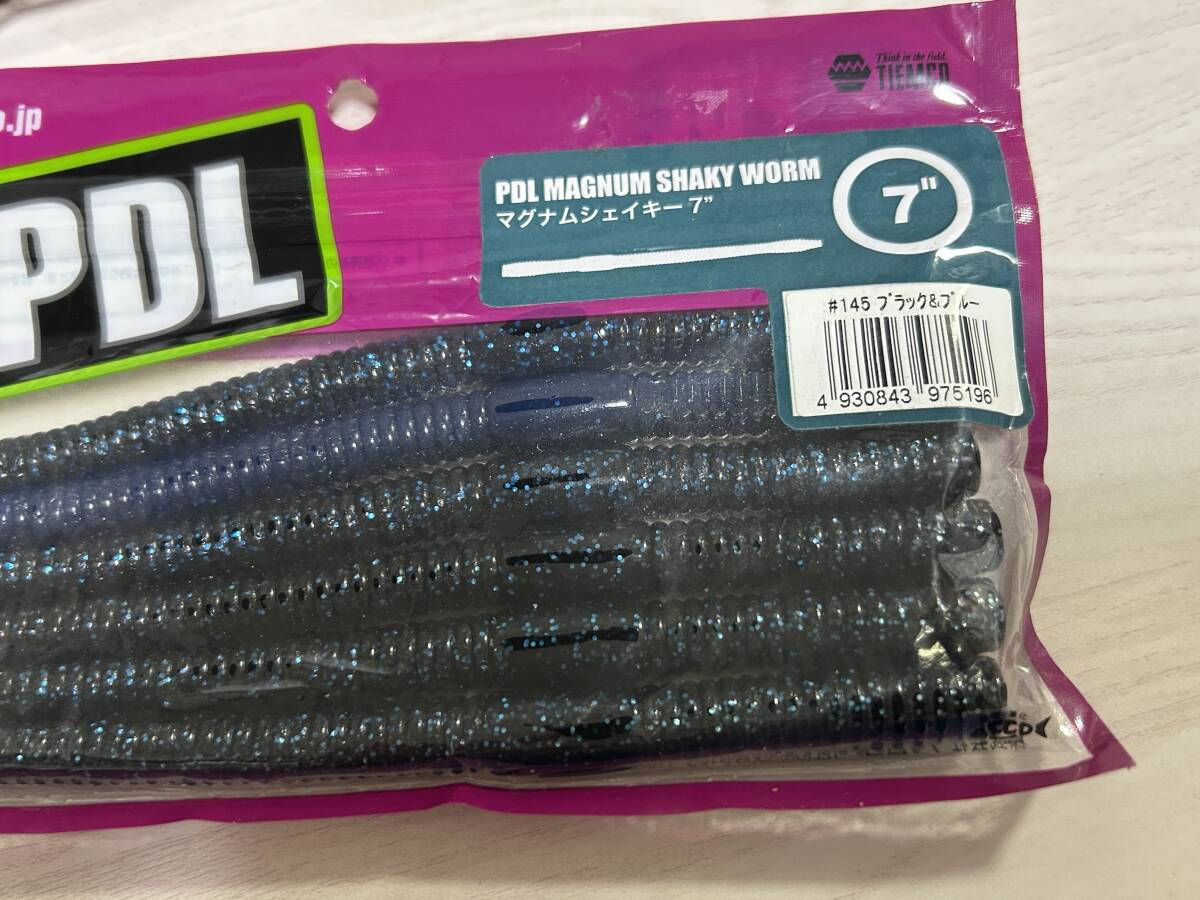 Think in the field.
TIEMCO
o.jp
PDL
PDL MAGNUM SHAKY WORM
マグナムシェイキー 7”
7"
#145 ブラック&ブルー
4 930843 975196